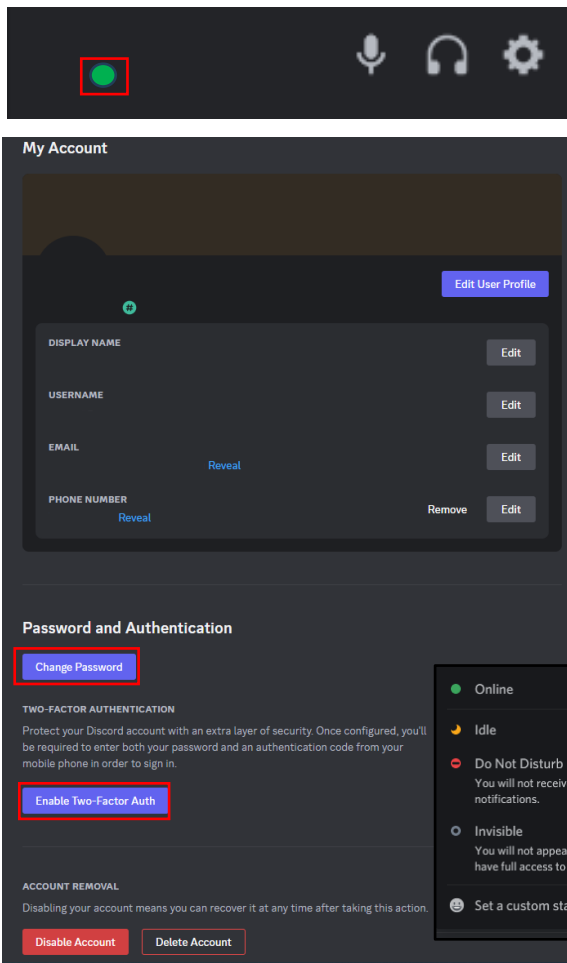 My Account
Edit User Profile
#
DISPLAY NAME
Edit
USERNAME
Edit
EMAIL
Reveal
Edit
PHONE NUMBER
Reveal
Remove
Edit
Password and Authentication
Change Password
TWO-FACTOR AUTHENTICATION
Protect your Discord account with an extra layer of security. Once configured, you'll
be required to enter both your password and an authentication code from your
mobile phone in order to sign in.
Enable Two-Factor Auth
ACCOUNT REMOVAL
Disabling your account means you can recover it at any time after taking this action.
Disable Account
Delete Account
Online
Idle
Do Not Disturb
You will not receiv
notifications.
Invisible
You will not appea
have full access to
Set a custom sta